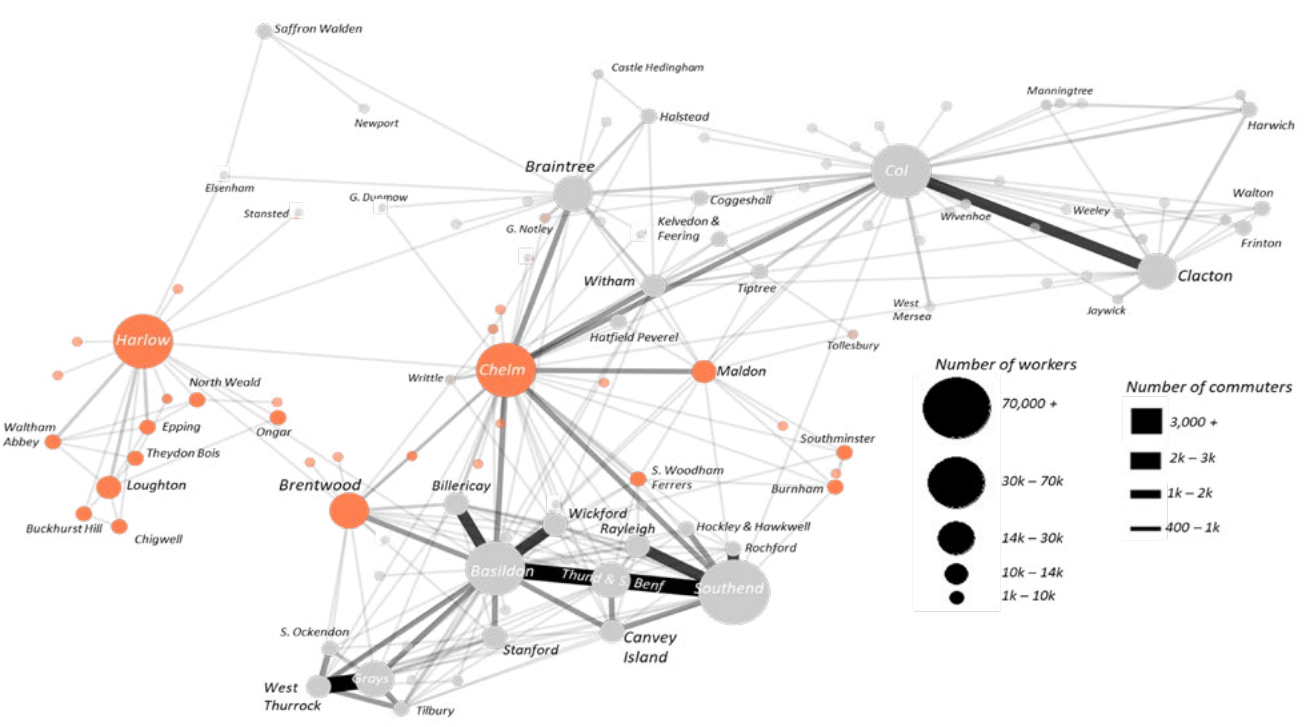 Saffron Walden
Castle Hedingham
Newport
Halstead
Manningtree
Harwich
Braintree
Col
Elsenham
G. Dunmow
Stansted
Coggeshall
Walton
G. Notley
Kelvedon &
Feering
Wivenhoe
Weeley
Frinton
Witham
Tiptree
Clacton
West
Mersea
Jaywick
Harlow
Hatfield Peverel
Tollesbury
Chelm
Writtle
Maldon
North Weald
Waltham
Abbey
Epping
Ongar
Theydon Bois
Loughton
Buckhurst Hill
Chigwell
Brentwood
Billericay
S. Woodham
Ferrers
Southminster
Burnham
Wickford
Rayleigh
Hockley & Hawkwell
Rochford
Basildon
Thund & S. Benf
Southend
S. Ockendon
Stanford
Canvey
Island
West
Thurrock
Grays
Tilbury
Number of workers
70,000 +
30k – 70k
14k – 30k
10k – 14k
1k – 10k
Number of commuters
3,000 +
2k – 3k
1k – 2k
400 – 1k